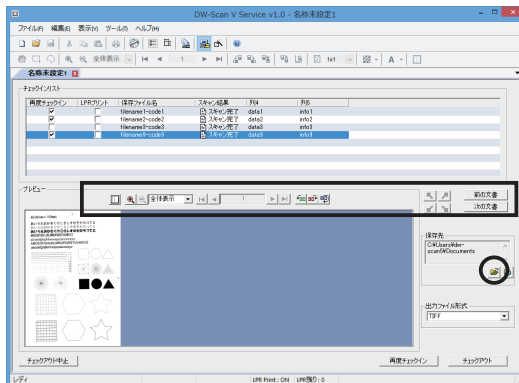 DW-Scan V Service v1.0 - 名称未設定1
ファイル(F) 編集(E) 表示(V) ツール(T) ヘルプ(H)
全体表示 1 1x1
名称未設定1
チェックインリスト
再度チェックイン LPRプリント 保存ファイル名 スキャン結果 列4 列5
filename1-code1 スキャン完了 data1 info1
filename2-code2 スキャン完了 data2 info2
filename3-code3 スキャン完了 data3 info3
filename9-code9 スキャン完了 data9 info9
プレビュー
全体表示 1
前の文書
次の文書
保存先
C:¥Users¥dw-
scan5¥Documents
出力ファイル形式
TIFF
チェックアウト中止 再度チェックイン チェックアウト
レディ LPR Print : ON LPR残り : 0